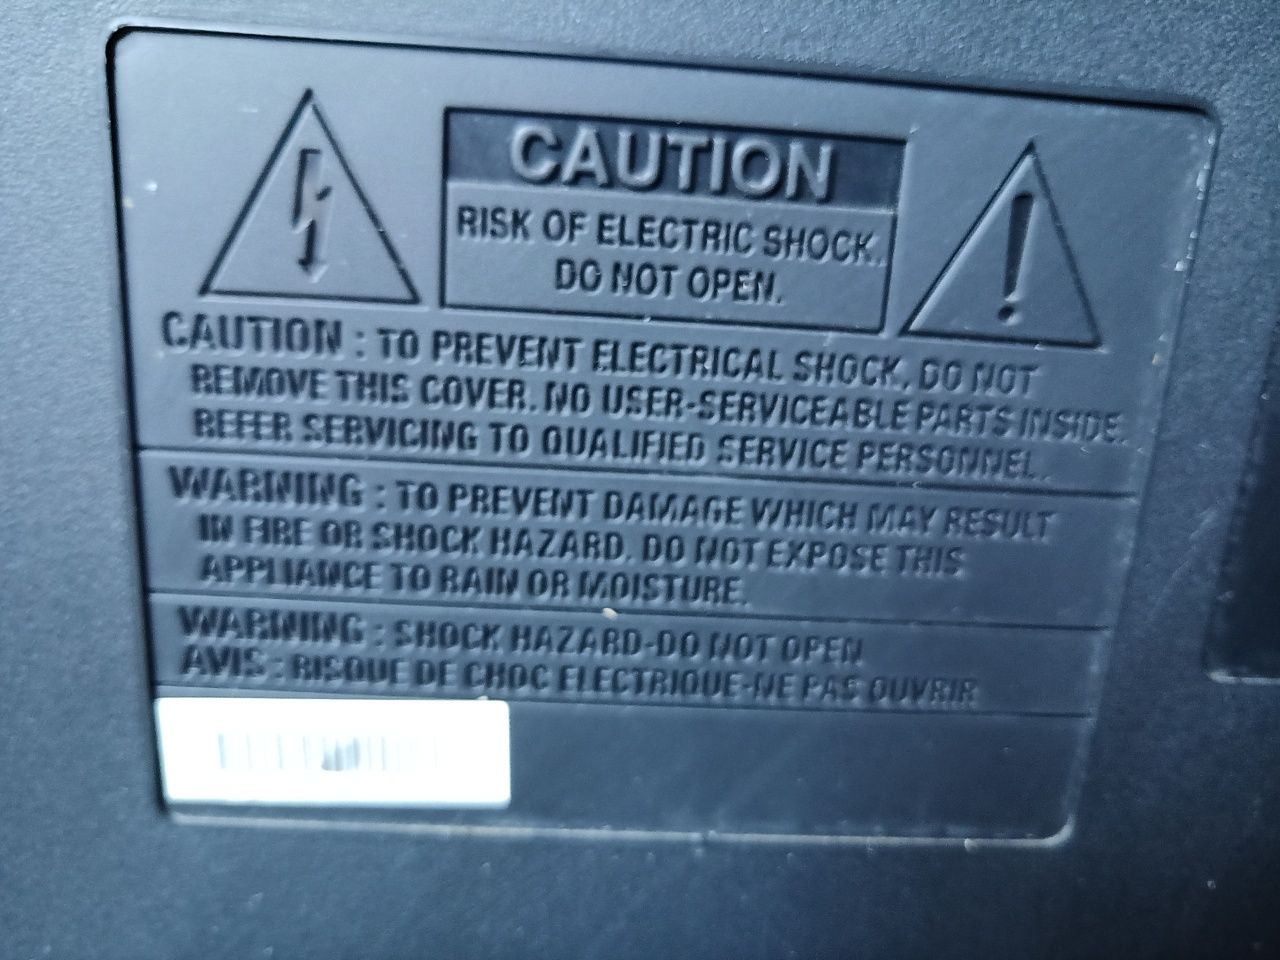 CAUTION
RISK OF ELECTRIC SHOCK.
DO NOT OPEN.
CAUTION : TO PREVENT ELECTRICAL SHOCK, DO NOT
REMOVE THIS COVER. NO USER-SERVICEABLE PARTS INSIDE.
REFER SERVICING TO QUALIFIED SERVICE PERSONNEL.
WARNING : TO PREVENT DAMAGE WHICH MAY RESULT
IN FIRE OR SHOCK HAZARD. DO NOT EXPOSE THIS
APPLIANCE TO RAIN OR MOISTURE.
WARNING : SHOCK HAZARD-DO NOT OPEN
AVIS : RISQUE DE CHOC ELECTRIQUE-NE PAS OUVRIR